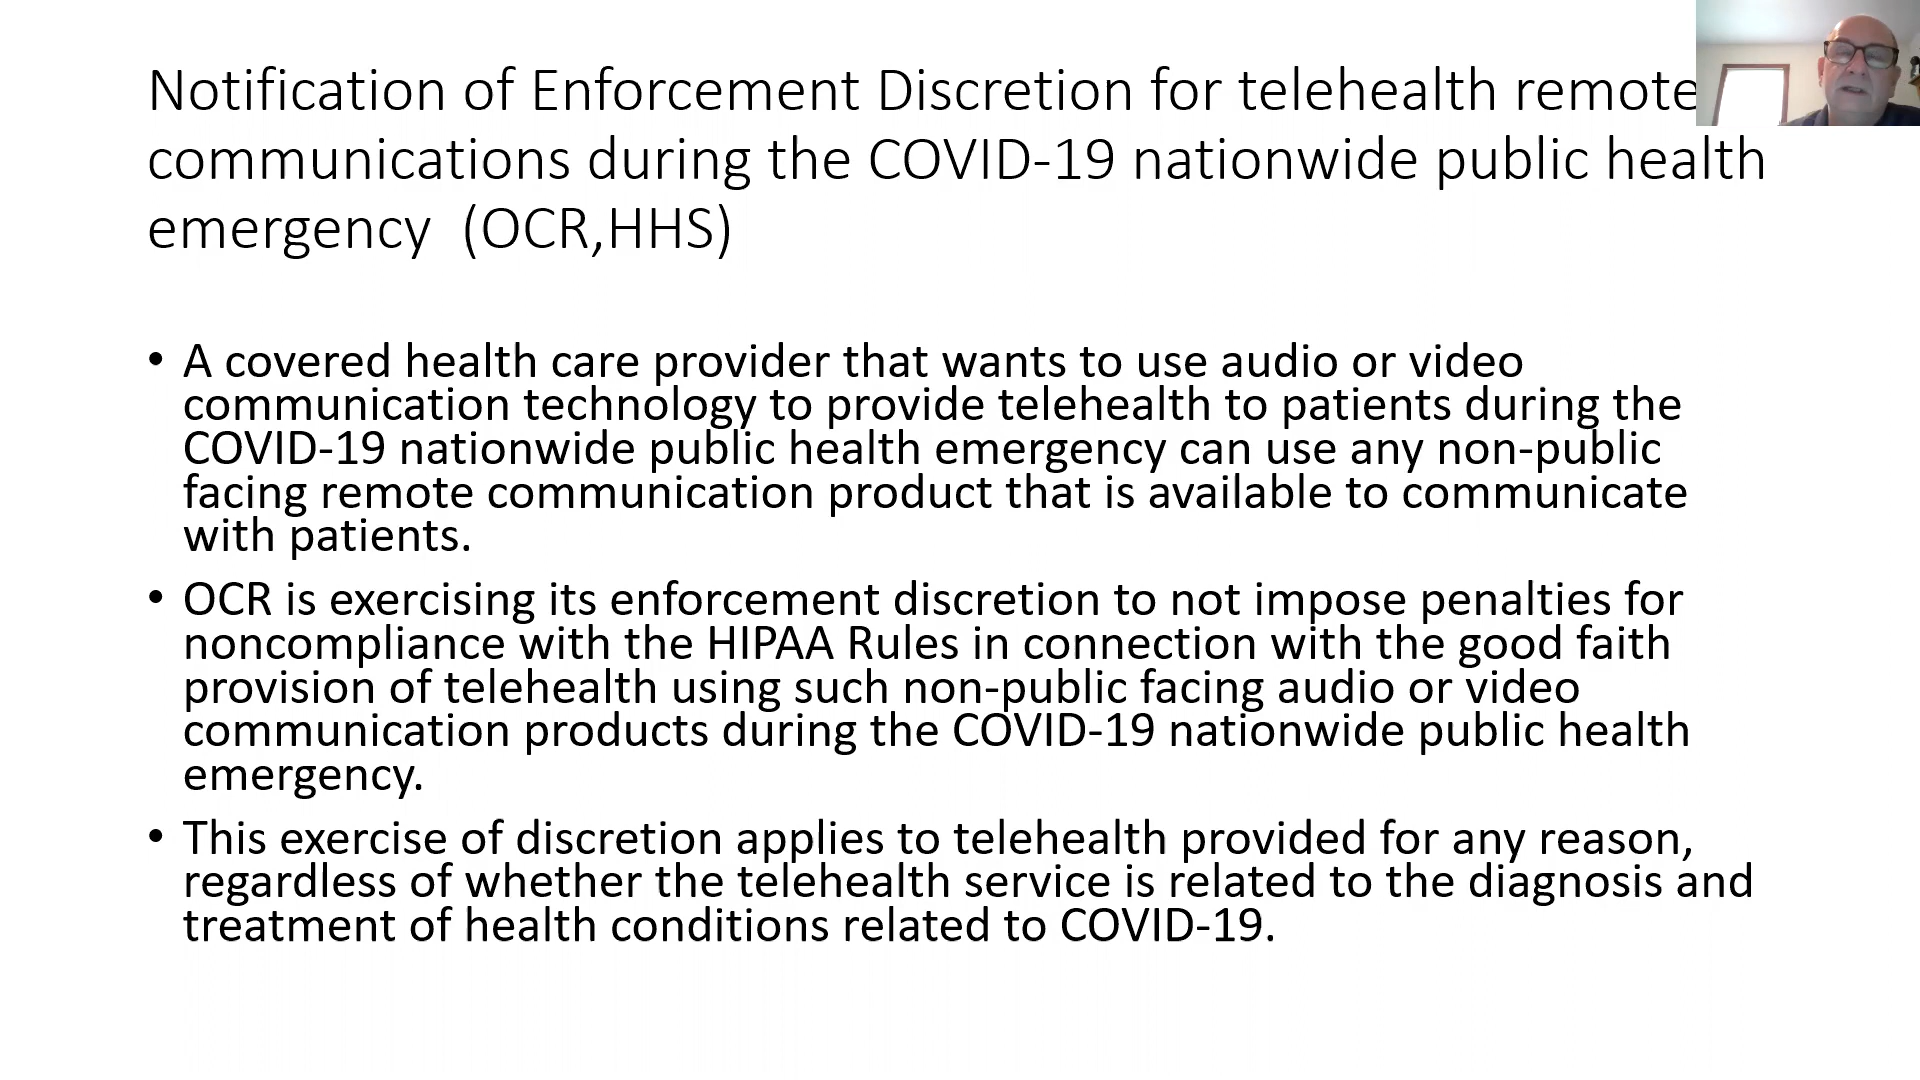 Notification of Enforcement Discretion for telehealth remote
communications during the COVID-19 nationwide public health
emergency (OCR,HHS)
• A covered health care provider that wants to use audio or video
communication technology to provide telehealth to patients during the
COVID-19 nationwide public health emergency can use any non-public
facing remote communication product that is available to communicate
with patients.
• OCR is exercising its enforcement discretion to not impose penalties for
noncompliance with the HIPAA Rules in connection with the good faith
provision of telehealth using such non-public facing audio or video
communication products during the COVID-19 nationwide public health
emergency.
• This exercise of discretion applies to telehealth provided for any reason,
regardless of whether the telehealth service is related to the diagnosis and
treatment of health conditions related to COVID-19.